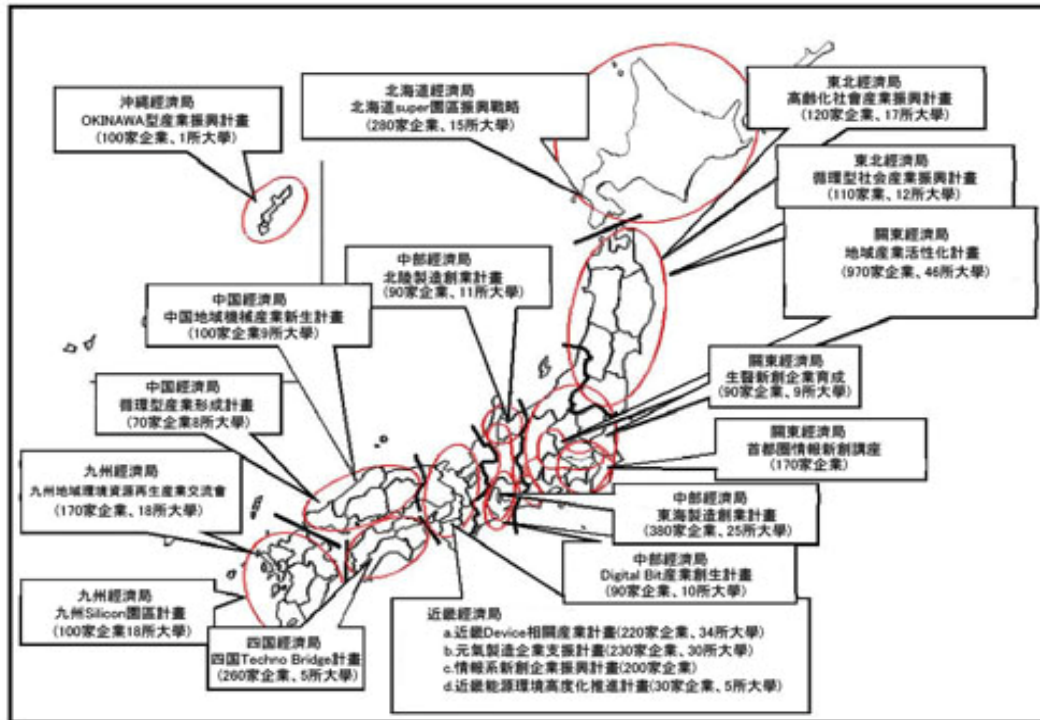 沖縄經濟局
OKINAWA型産業振興計畫
(100家企業、1所大學)
北海道經濟局
北海道super園區振興戰略
(280家企業、15所大學)
東北經濟局
高齡化社會産業振興計畫
(120家企業、17所大學)
東北經濟局
循環型社会産業振興計畫
(110家業、12所大學)
關東經濟局
地域産業活性化計畫
(970家企業、46所大學)
中部經濟局
北陸製造創業計畫
(90家企業、11所大學)
中国經濟局
中国地域機械産業新生計畫
(100家企業9所大學)
中国經濟局
循環型産業形成計畫
(70家企業8所大學)
關東經濟局
生醫新創企業育成
(90家企業、9所大學)
關東經濟局
首都圏情報新創講座
(170家企業)
九州經濟局
九州地域環境資源再生産業交流會
(170家企業、18所大學)
中部經濟局
東海製造創業計畫
(380家企業、25所大學)
中部經濟局
Digital Bit産業創生計畫
(90家企業、10所大學)
九州經濟局
九州Silicon園區計畫
(100家企業18所大學)
四国經濟局
四国Techno Bridge計畫
(260家企業、5所大學)
近畿經濟局
a.近畿Device相關産業計畫(220家企業、34所大學)
b.元氣製造企業支振計畫(230家企業、30所大學)
c.情報系新創企業振興計畫(200家企業)
d.近畿能源環境高度化推進計畫(30家企業、5所大學)